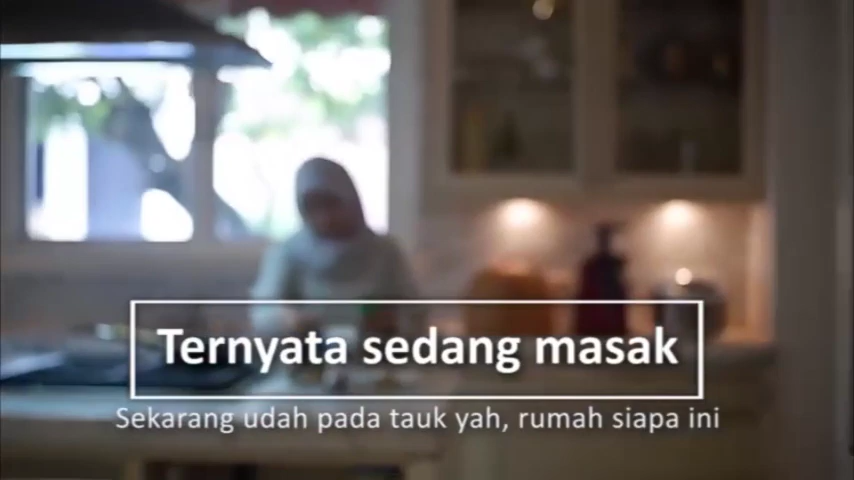 Ternyata sedang masak
Sekarang udah pada tauk yah, rumah siapa ini